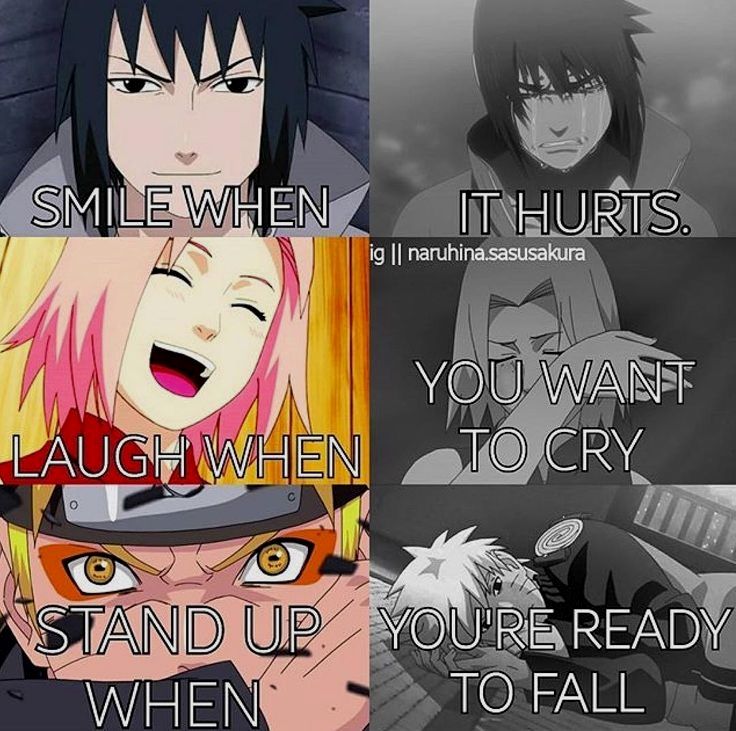 SMILE WHEN
IT HURTS.
ig || naruhina.sasusakura
LAUGH WHEN
YOU WANT
TO CRY
STAND UP
WHEN
YOU'RE READY
TO FALL